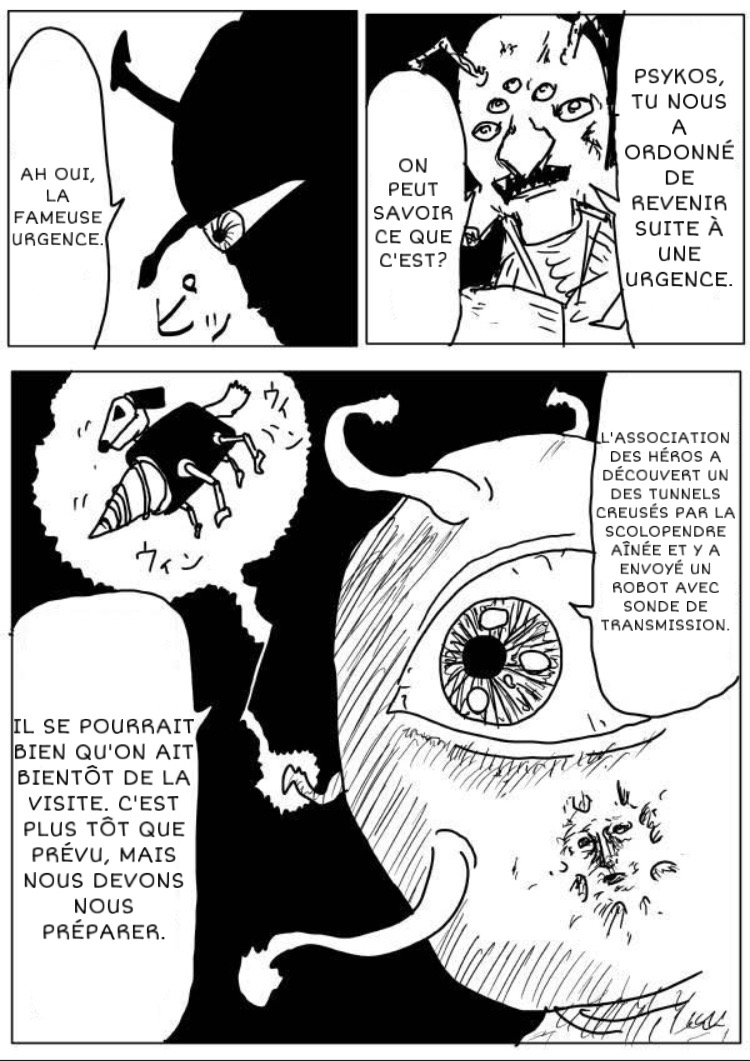 PSYKOS,
TU NOUS
A
ORDONNÉ
DE
REVENIR
SUITE À
UNE
URGENCE.
ON
PEUT
SAVOIR
CE QUE
C'EST?
AH OUI,
LA
FAMEUSE
URGENCE.
L'ASSOCIATION
DES HÉROS A
DÉCOUVERT UN
DES TUNNELS
CREUSÉS PAR LA
SCOLOPENDRE
AÎNÉE ET Y A
ENVOYÉ UN
ROBOT AVEC
SONDE DE
TRANSMISSION.
ウィン
ウィン
IL SE POURRAIT
BIEN QU'ON AIT
BIENTÔT DE LA
VISITE. C'EST
PLUS TÔT QUE
PRÉVU, MAIS
NOUS DEVONS
NOUS
PRÉPARER.